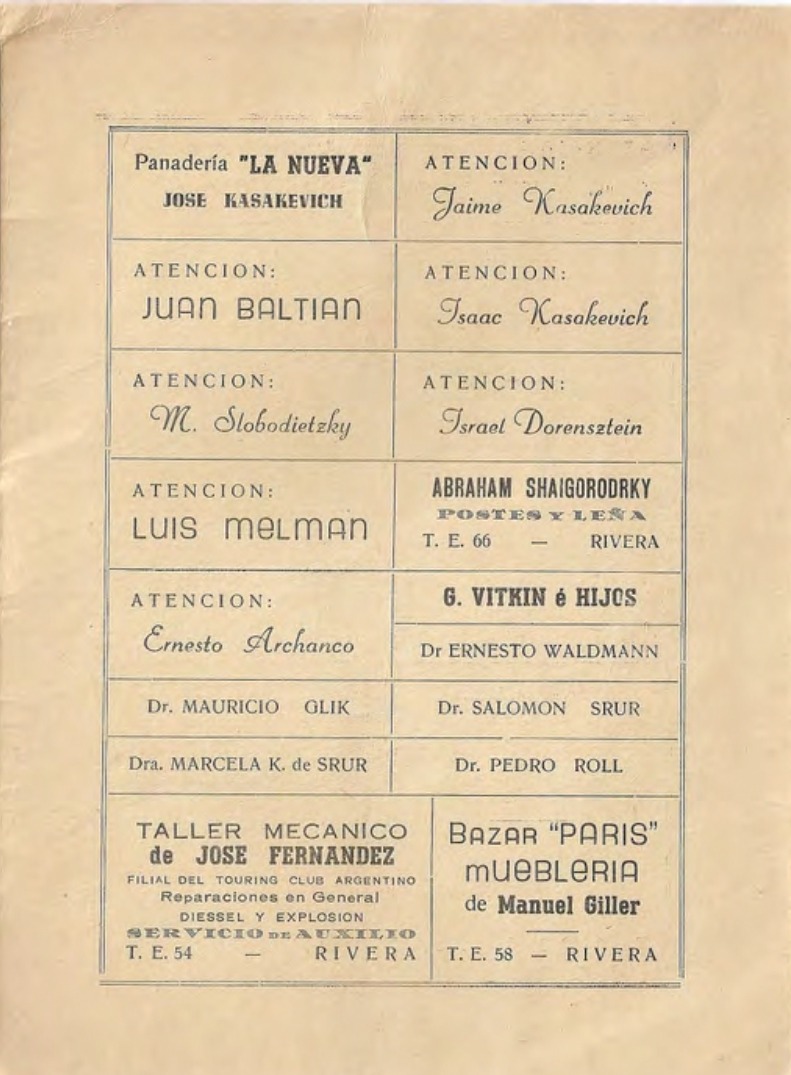 Panadería "LA NUEVA"
JOSE KASAKEVICH
ATENCION:
Jaime Kasakevich
ATENCION:
JUAN BALTIAN
ATENCION:
Isaac Kasakevich
ATENCION:
M. Slobodietzky
ATENCION:
Israel Dorensztein
ATENCION:
LUIS MELMAN
ABRAHAM SHAIGORODRKY
POSTES Y LEÑA
T. E. 66 — RIVERA
ATENCION:
Ernesto Archanco
G. VITKIN é HIJOS
Dr ERNESTO WALDMANN
Dr. MAURICIO GLIK
Dr. SALOMON SRUR
Dra. MARCELA K. de SRUR
Dr. PEDRO ROLL
TALLER MECANICO
de JOSE FERNANDEZ
FILIAL DEL TOURING CLUB ARGENTINO
Reparaciones en General
DIESSEL Y EXPLOSION
SERVICIO DE AUXILIO
T. E. 54 — RIVERA
BAZAR "PARIS"
MUEBLERIA
de Manuel Giller
T. E. 58 — RIVERA